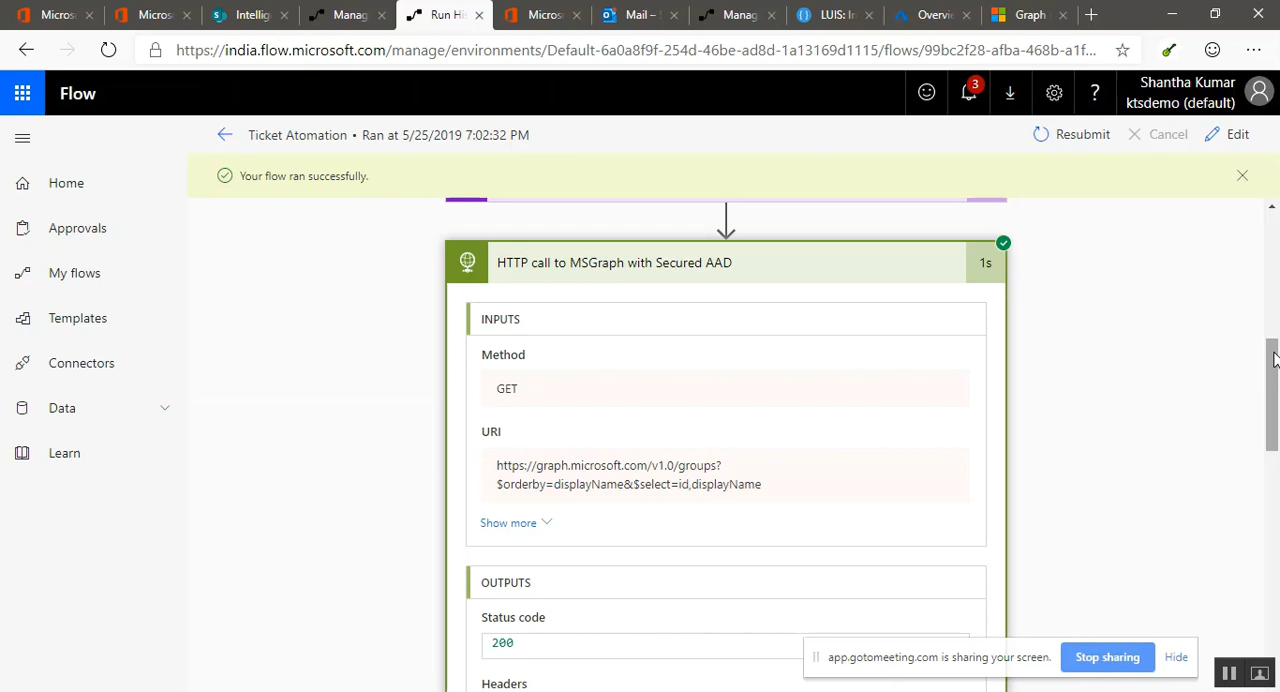 Micros
Micros
Intellig
Manag
Run His
Micros
Mail –
Manag
LUIS: In
Overvi
Graph
https://india.flow.microsoft.com/manage/environments/Default-6a0a8f9f-254d-46be-ad8d-1a13169d1115/flows/99bc2f28-afba-468b-a1f...
Flow
3
?
Shantha Kumar
ktsdemo (default)
Ticket Atomation • Ran at 5/25/2019 7:02:32 PM
Resubmit
Cancel
Edit
Your flow ran successfully.
Home
Approvals
My flows
Templates
Connectors
Data
Learn
HTTP call to MSGraph with Secured AAD
1s
INPUTS
Method
GET
URI
https://graph.microsoft.com/v1.0/groups?
$orderby=displayName&$select=id,displayName
Show more
OUTPUTS
Status code
200
Headers
app.gotomeeting.com is sharing your screen.
Stop sharing
Hide